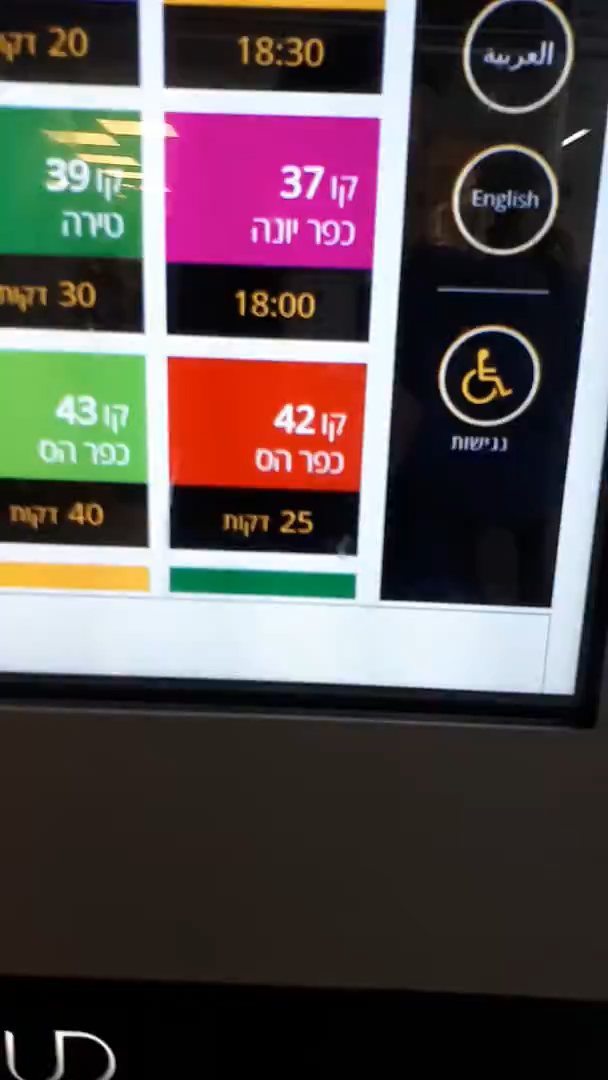 18:30
20 דקות
العربية
English
נגישות
קו 37
כפר יונה
18:00
קו 39
טירה
30 דקות
קו 42
כפר הס
25 דקות
קו 43
כפר הס
40 דקות